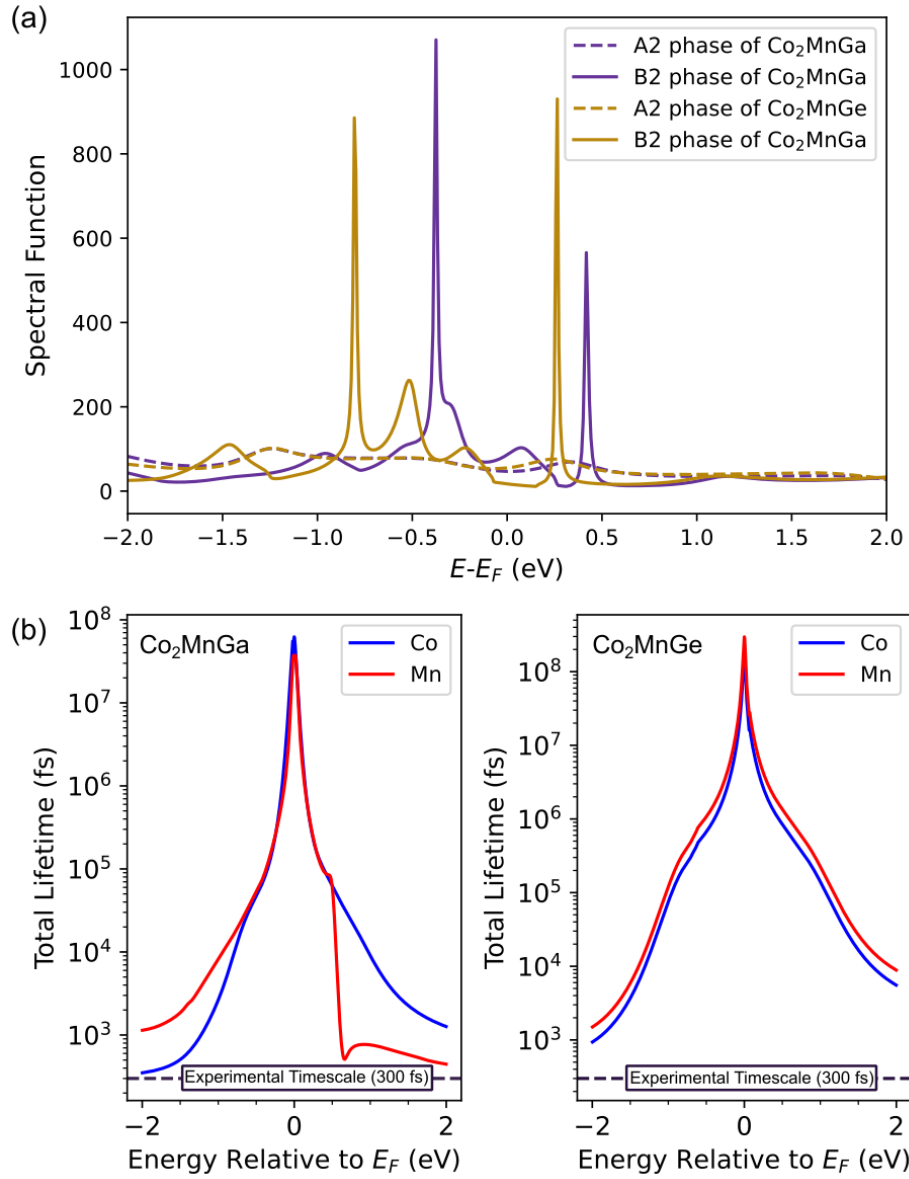 (a)
A2 phase of Co₂MnGa
B2 phase of Co₂MnGa
A2 phase of Co₂MnGe
B2 phase of Co₂MnGa
Spectral Function
1000
800
600
400
200
0
−2.0 −1.5 −1.0 −0.5 0.0 0.5 1.0 1.5 2.0
E-E_F (eV)
(b)
Co₂MnGa
Co
Mn
Total Lifetime (fs)
10⁸
10⁷
10⁶
10⁵
10⁴
10³
Experimental Timescale (300 fs)
−2 0 2
Energy Relative to E_F (eV)
Co₂MnGe
Co
Mn
Total Lifetime (fs)
10⁸
10⁷
10⁶
10⁵
10⁴
10³
Experimental Timescale (300 fs)
−2 0 2
Energy Relative to E_F (eV)